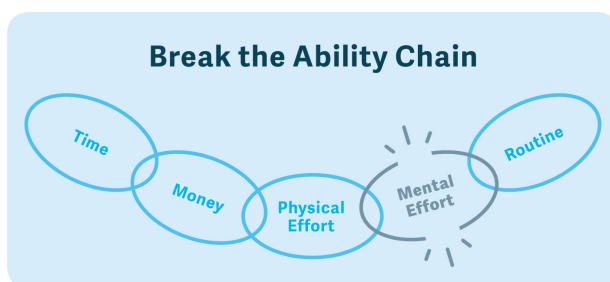 Break the Ability Chain
Time
Money
Physical
Effort
Mental
Effort
Routine